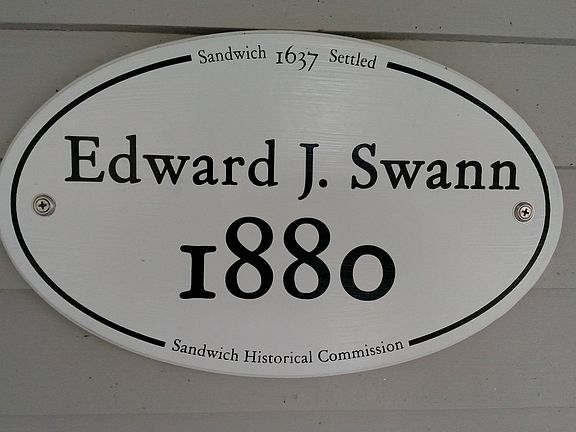 Sandwich 1637 Settled
Edward J. Swann
1880
Sandwich Historical Commission